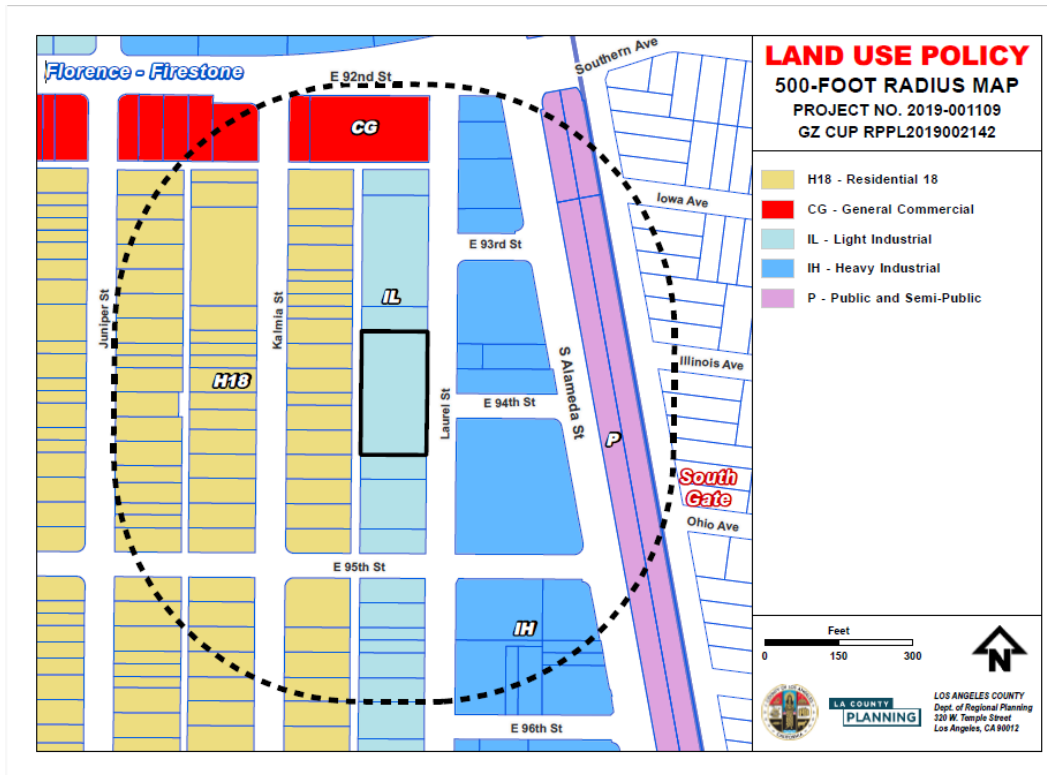 Florence - Firestone
E 92nd St
Southern Ave
CG
Iowa Ave
E 93rd St
Juniper St
Kalmia St
IL
Illinois Ave
H18
Laurel St
E 94th St
S Alameda St
P
South
Gate
Ohio Ave
E 95th St
IH
E 96th St
LAND USE POLICY
500-FOOT RADIUS MAP
PROJECT NO. 2019-001109
GZ CUP RPPL2019002142
H18 - Residential 18
CG - General Commercial
IL - Light Industrial
IH - Heavy Industrial
P - Public and Semi-Public
Feet
0 150 300
N
LA COUNTY
PLANNING
LOS ANGELES COUNTY
Dept. of Regional Planning
320 W. Temple Street
Los Angeles, CA 90012